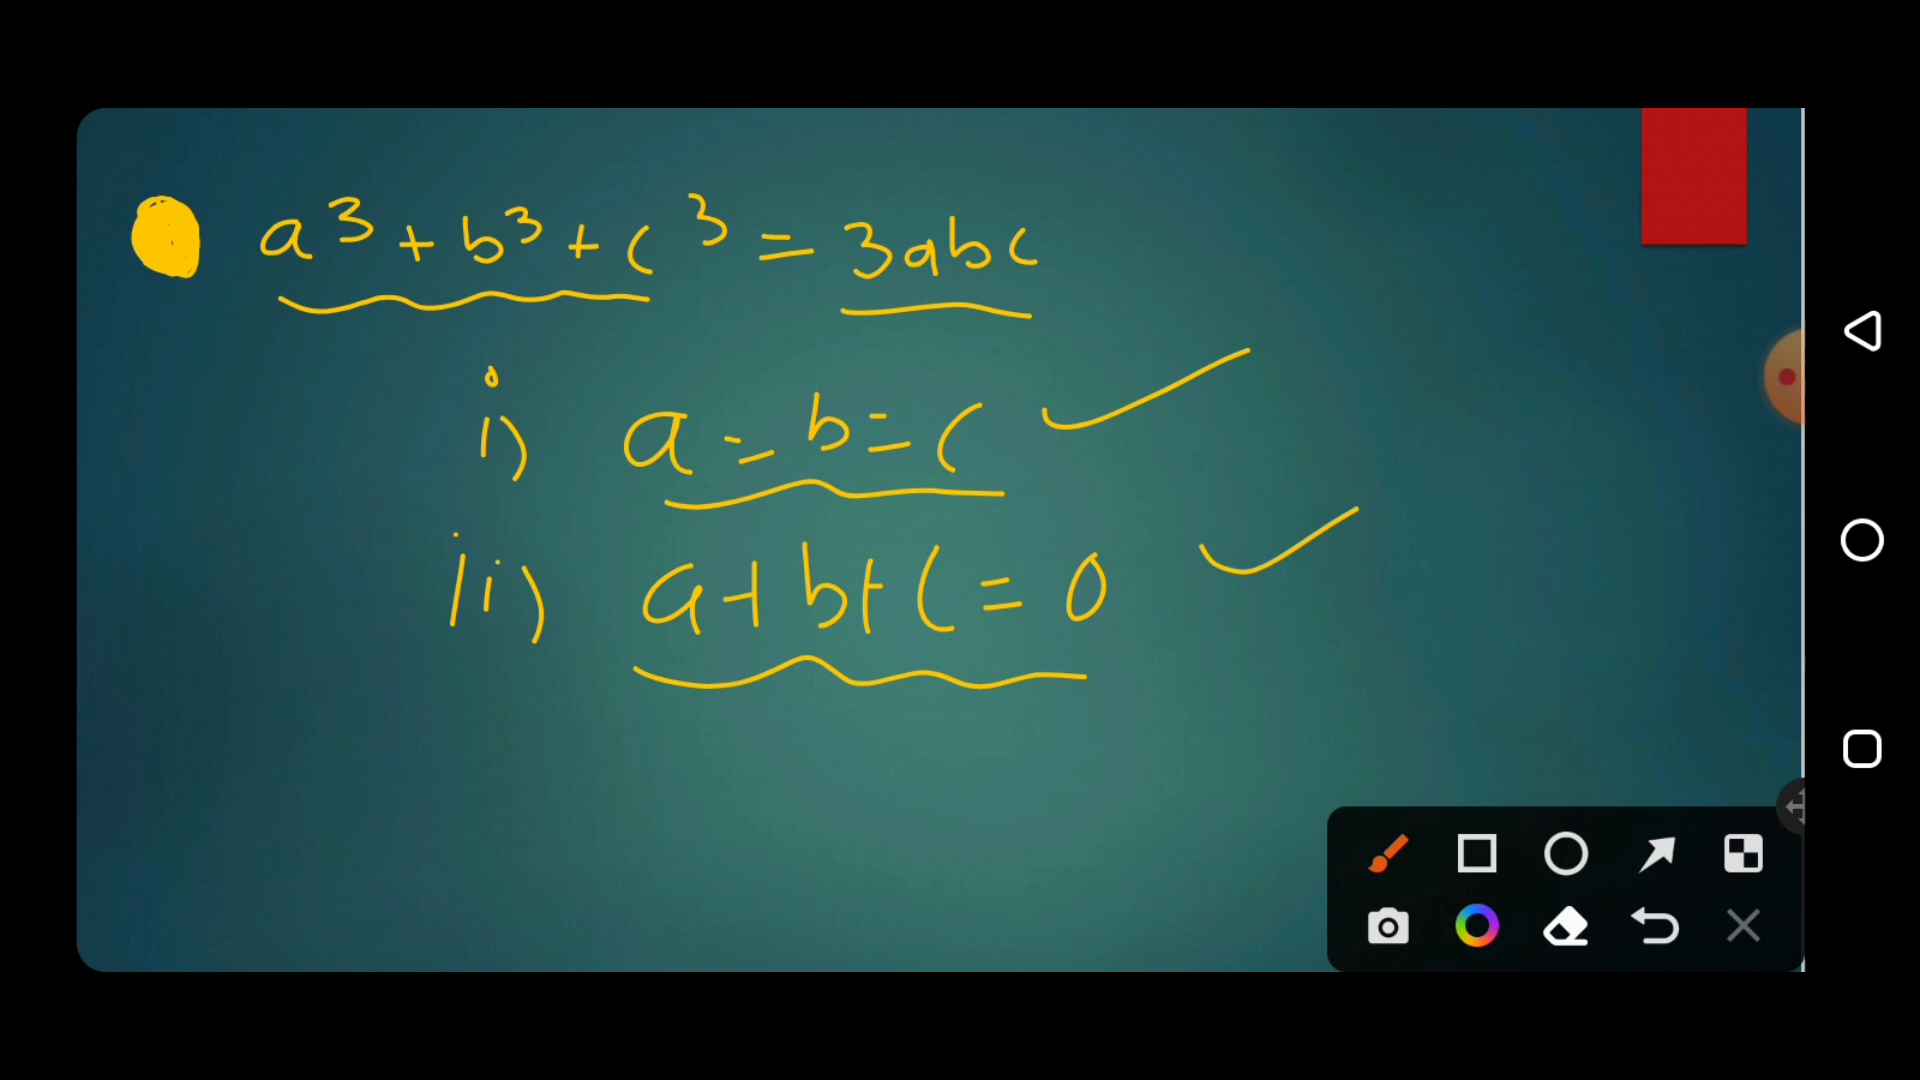 a³ + b³ + c³ = 3abc
i) a = b = c
ii) a + b + c = 0